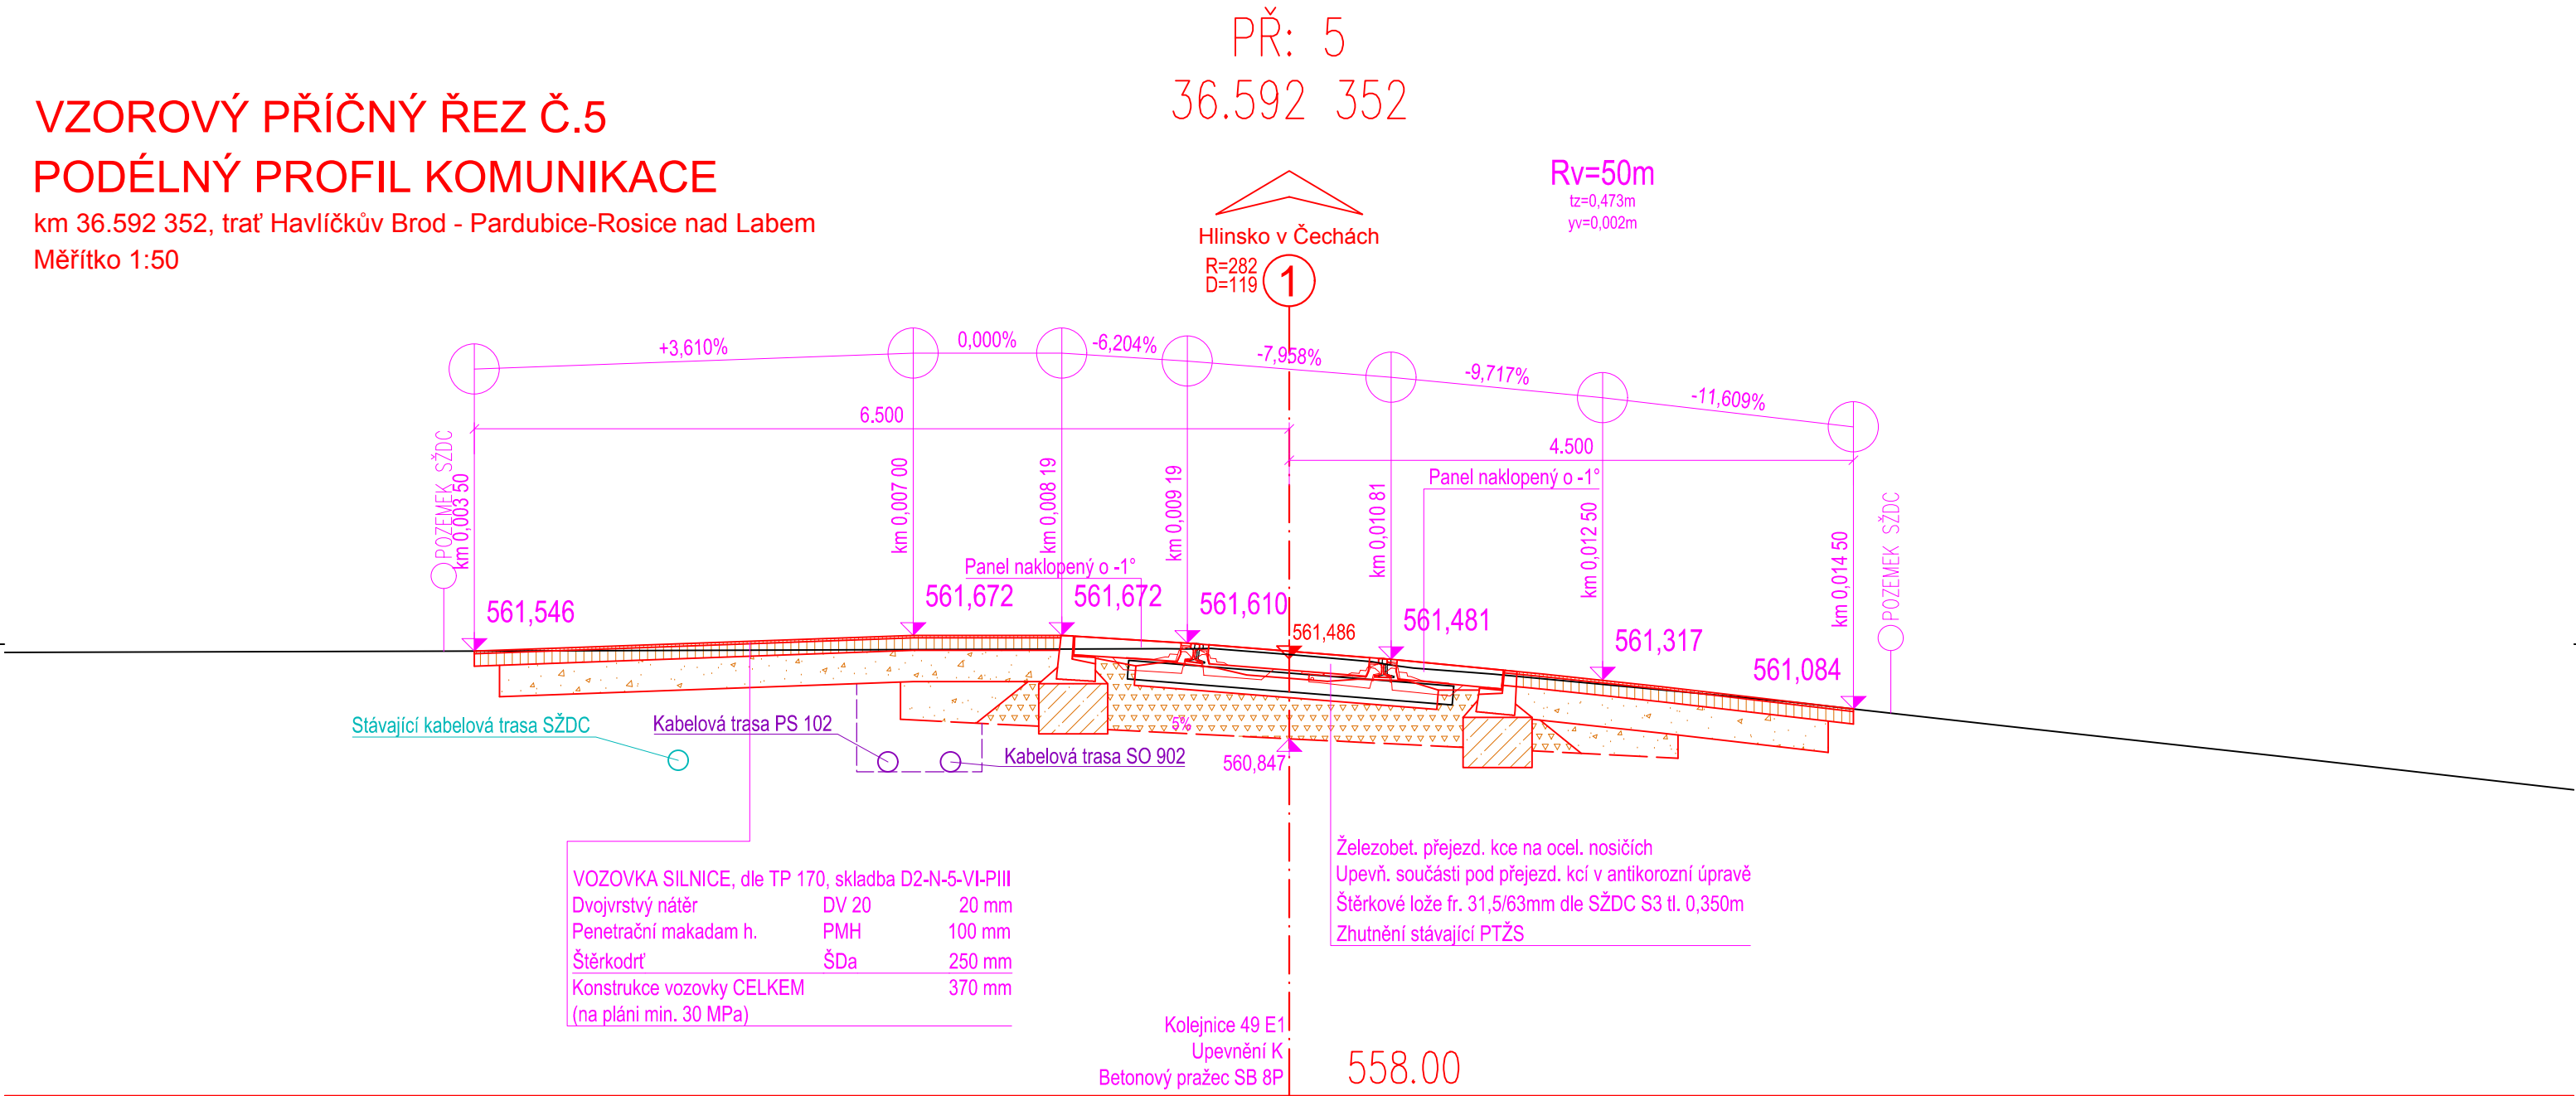 PŘ: 5
36.592 352
VZOROVÝ PŘÍČNÝ ŘEZ Č.5
PODÉLNÝ PROFIL KOMUNIKACE
km 36.592 352, trať Havlíčkův Brod - Pardubice-Rosice nad Labem
Měřítko 1:50
Rv=50m
tz=0,473m
yv=0,002m
Hlinsko v Čechách
R=282
D=119
1
+3,610%
0,000%
-6,204%
-7,958%
-9,717%
-11,609%
6.500
4.500
POZEMEK SŽDC
km 0,003 50
km 0,007 00
km 0,008 19
km 0,009 19
km 0,010 81
km 0,012 50
km 0,014 50
POZEMEK SŽDC
Panel naklopený o -1°
Panel naklopený o -1°
561,546
561,672
561,672
561,610
561,486
561,481
561,317
561,084
Stávající kabelová trasa SŽDC
Kabelová trasa PS 102
Kabelová trasa SO 902
5%
560,847
VOZOVKA SILNICE, dle TP 170, skladba D2-N-5-VI-PIII
Dvojvrstvý nátěr DV 20 20 mm
Penetrační makadam h. PMH 100 mm
Štěrkodrť ŠDa 250 mm
Konstrukce vozovky CELKEM 370 mm
(na pláni min. 30 MPa)
Železobet. přejezd. kce na ocel. nosičích
Upevň. součásti pod přejezd. kcí v antikorozní úpravě
Štěrkové lože fr. 31,5/63mm dle SŽDC S3 tl. 0,350m
Zhutnění stávající PTŽS
Kolejnice 49 E1
Upevnění K
Betonový pražec SB 8P
558.00